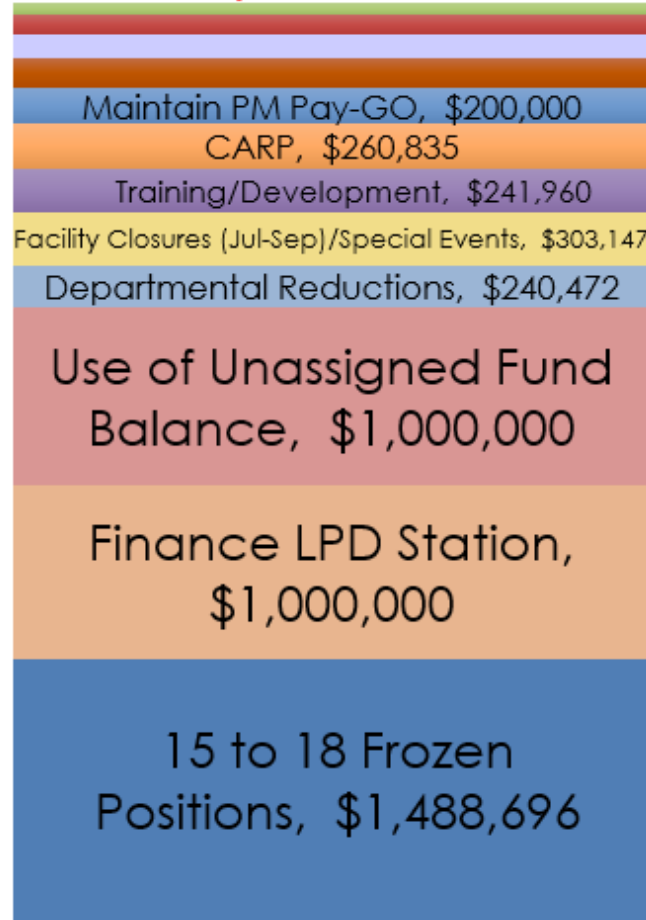 Maintain PM Pay-GO, $200,000
CARP, $260,835
Training/Development, $241,960
Facility Closures (Jul-Sep)/Special Events, $303,147
Departmental Reductions, $240,472
Use of Unassigned Fund
Balance, $1,000,000
Finance LPD Station,
$1,000,000
15 to 18 Frozen
Positions, $1,488,696